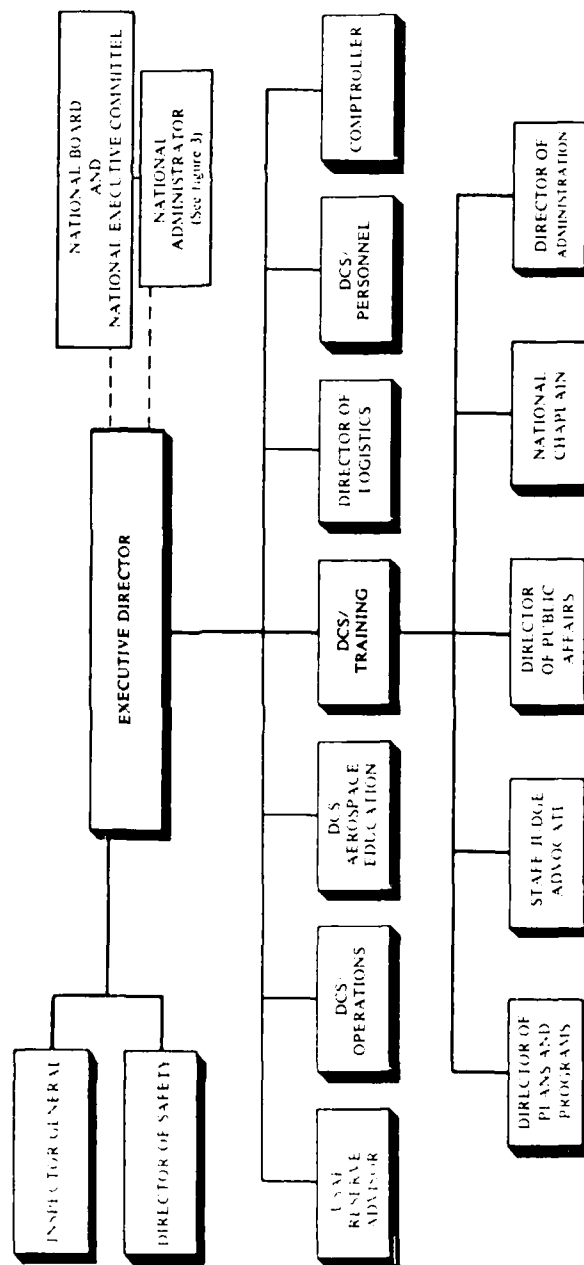 NATIONAL BOARD
AND
NATIONAL EXECUTIVE COMMITTEE
NATIONAL
ADMINISTRATOR
(See figure 3)
EXECUTIVE DIRECTOR
INSPECTOR GENERAL
DIRECTOR OF SAFETY
USAF
RESERVE
ADVISOR
DCS/
OPERATIONS
DCS
AEROSPACE
EDUCATION
DCS/
TRAINING
DIRECTOR OF
LOGISTICS
DCS/
PERSONNEL
COMPTROLLER
DIRECTOR OF
PLANS AND
PROGRAMS
STAFF JUDGE
ADVOCATE
DIRECTOR
OF PUBLIC
AFFAIRS
NATIONAL
CHAPLAIN
DIRECTOR OF
ADMINISTRATION